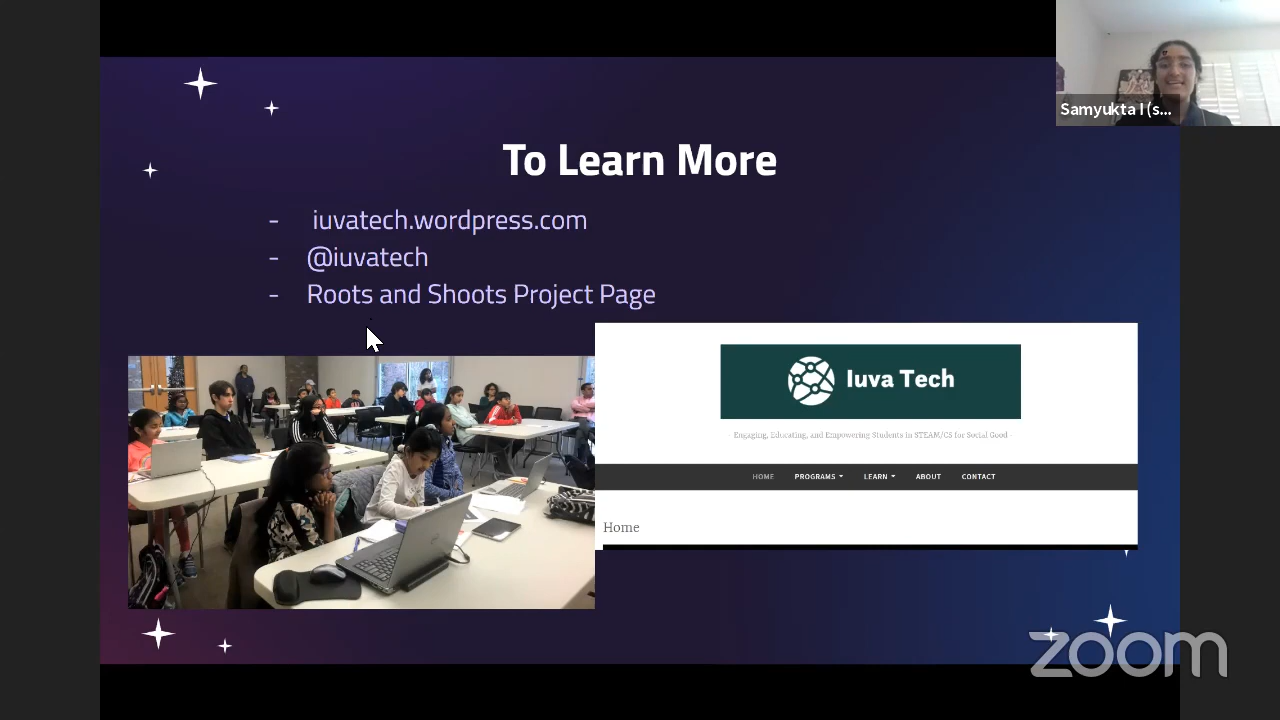 Samyukta I (s...
To Learn More
- iuvatech.wordpress.com
- @iuvatech
- Roots and Shoots Project Page
Iuva Tech
Engaging, Educating, and Empowering Students in STEAM/CS for Social Good -
HOME PROGRAMS LEARN ABOUT CONTACT
Home
zoom